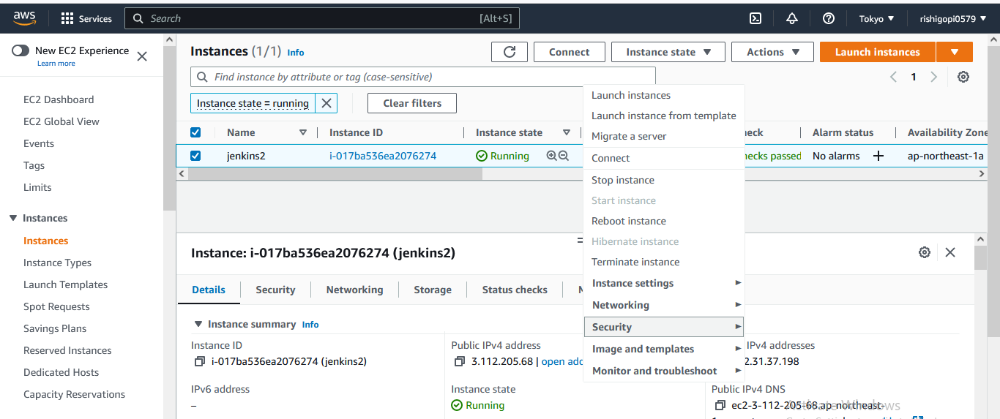 aws
Services
Search
[Alt+S]
Tokyo
rishigopi0579
New EC2 Experience
Learn more
EC2 Dashboard
EC2 Global View
Events
Tags
Limits
Instances
Instances
Instance Types
Launch Templates
Spot Requests
Savings Plans
Reserved Instances
Dedicated Hosts
Capacity Reservations
Instances (1/1) Info
Connect
Instance state
Actions
Launch instances
Find instance by attribute or tag (case-sensitive)
1
Instance state = running
Clear filters
Name
Instance ID
Instance state
eck
Alarm status
Availability Zone
jenkins2
i-017ba536ea2076274
Running
hecks passed
No alarms
ap-northeast-1a
Launch instances
Launch instance from template
Migrate a server
Connect
Stop instance
Start instance
Reboot instance
Hibernate instance
Terminate instance
Instance settings
Networking
Security
Image and templates
Monitor and troubleshoot
Instance: i-017ba536ea2076274 (jenkins2)
Details
Security
Networking
Storage
Status checks
Instance summary Info
Instance ID
i-017ba536ea2076274 (jenkins2)
IPv6 address
–
Public IPv4 address
3.112.205.68 | open add
Instance state
Running
IPv4 addresses
2.31.37.198
Public IPv4 DNS
ec2-3-112-205-68.ap-northeast-
Activate Windows